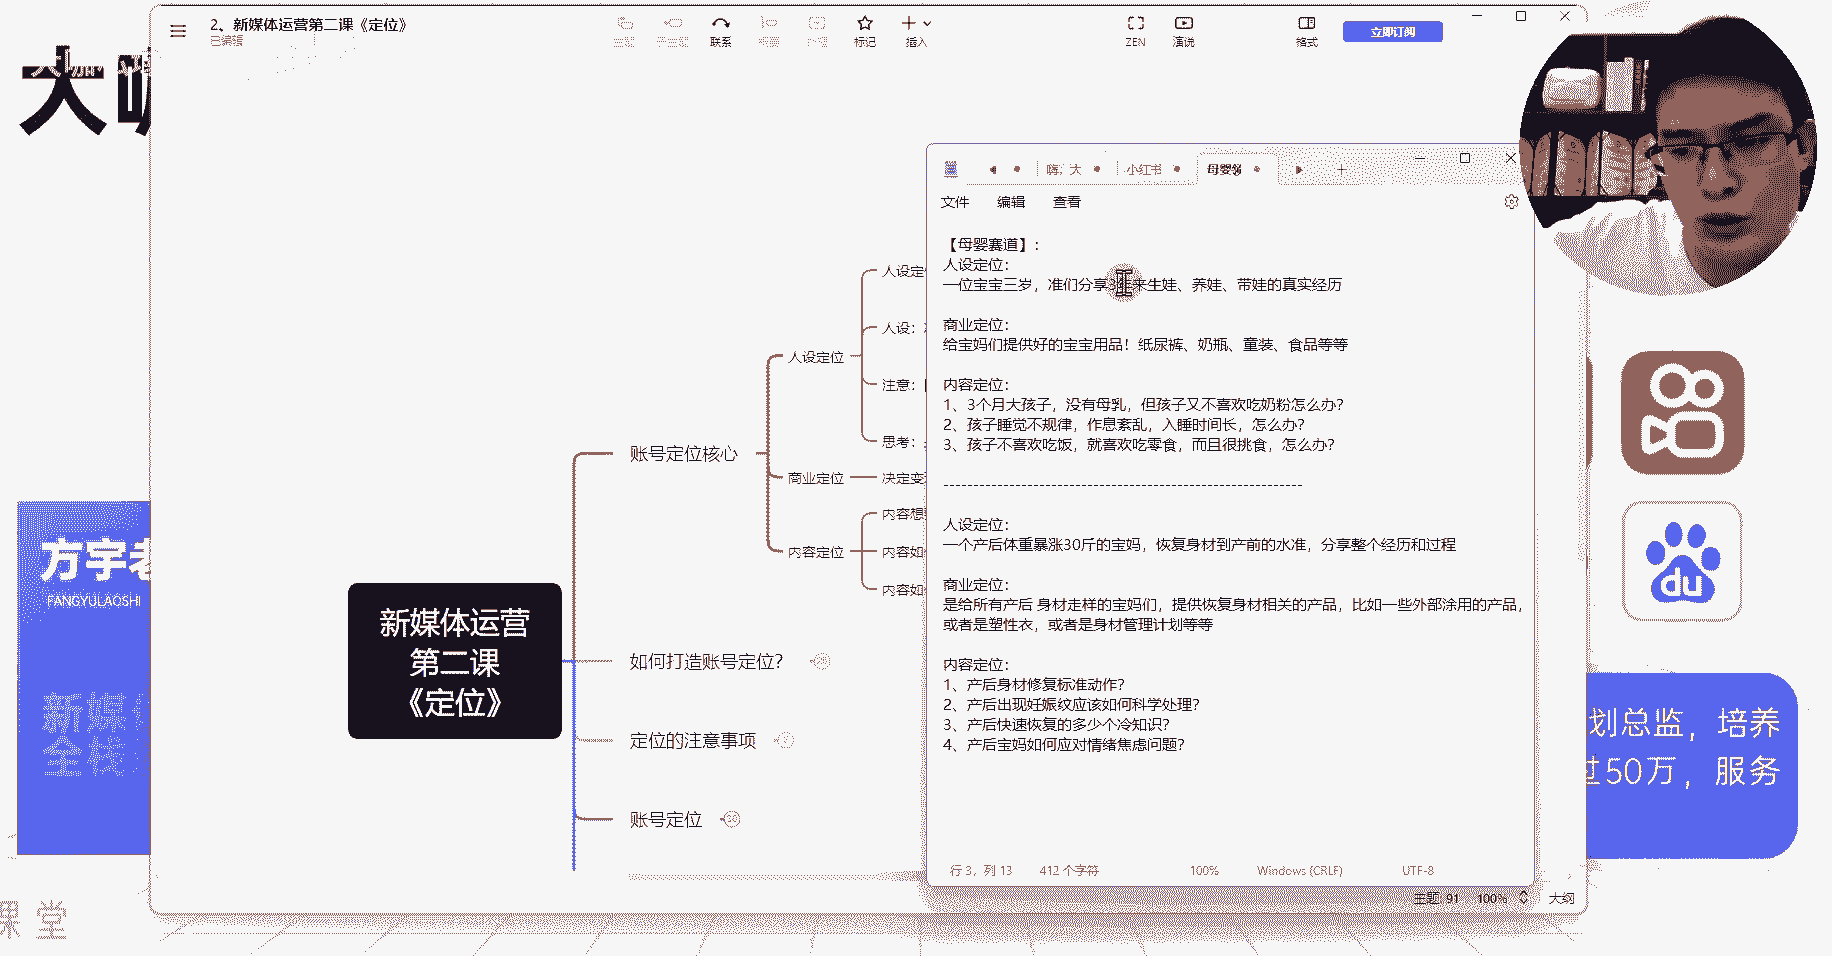 2、新媒体运营第二课《定位》
已编辑
联系
标记
插入
ZEN
演说
格式
立即订阅
嗨，大
小红书
文件
编辑
查看
【母婴赛道】：
人设定位：
一位宝宝三岁，准们分享3年来生娃、养娃、带娃的真实经历
商业定位：
给宝妈们提供好的宝宝用品！纸尿裤、奶瓶、童装、食品等等
内容定位：
1、3个月大孩子，没有母乳，但孩子又不喜欢吃奶粉怎么办？
2、孩子睡觉不规律，作息紊乱，入睡时间长，怎么办？
3、孩子不喜欢吃饭，就喜欢吃零食，而且很挑食，怎么办？
------------------------------------------------------------
人设定位：
一个产后体重暴涨30斤的宝妈，恢复身材到产前的水准，分享整个经历和过程
商业定位：
是给所有产后 身材走样的宝妈们，提供恢复身材相关的产品，比如一些外部涂用的产品，
或者是塑性衣，或者是身材管理计划等等
内容定位：
1、产后身材修复标准动作？
2、产后出现妊娠纹应该如何科学处理？
3、产后快速恢复的多少个冷知识？
4、产后宝妈如何应对情绪焦虑问题？
行 3，列 13
412 个字符
100%
Windows (CRLF)
UTF-8
主题 91
100%
大纲
新媒体运营
第二课
《定位》
账号定位核心
人设定位
人设定
人设：
注意：
思考：
商业定位
决定变
内容定位
内容想
内容如
内容如
如何打造账号定位？
定位的注意事项
账号定位
大
方宇老
FANGYULAOSHI
新媒体
全栈
课 堂
du
划总监，培养
过50万，服务